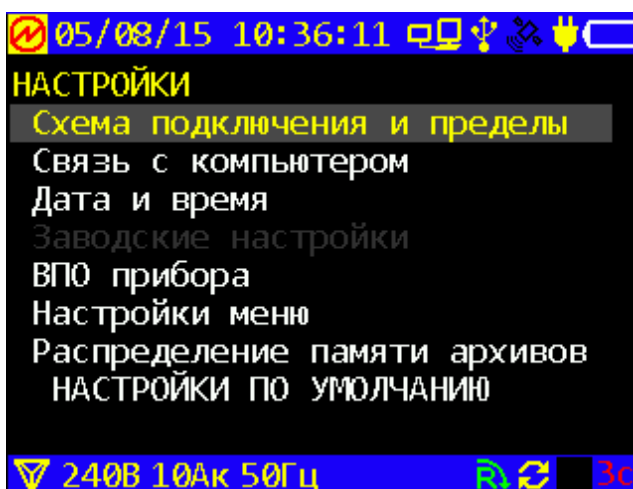 05/08/15 10:36:11
НАСТРОЙКИ
Схема подключения и пределы
Связь с компьютером
Дата и время
Заводские настройки
ВПО прибора
Настройки меню
Распределение памяти архивов
НАСТРОЙКИ ПО УМОЛЧАНИЮ
240В 10Ак 50Гц R 3с